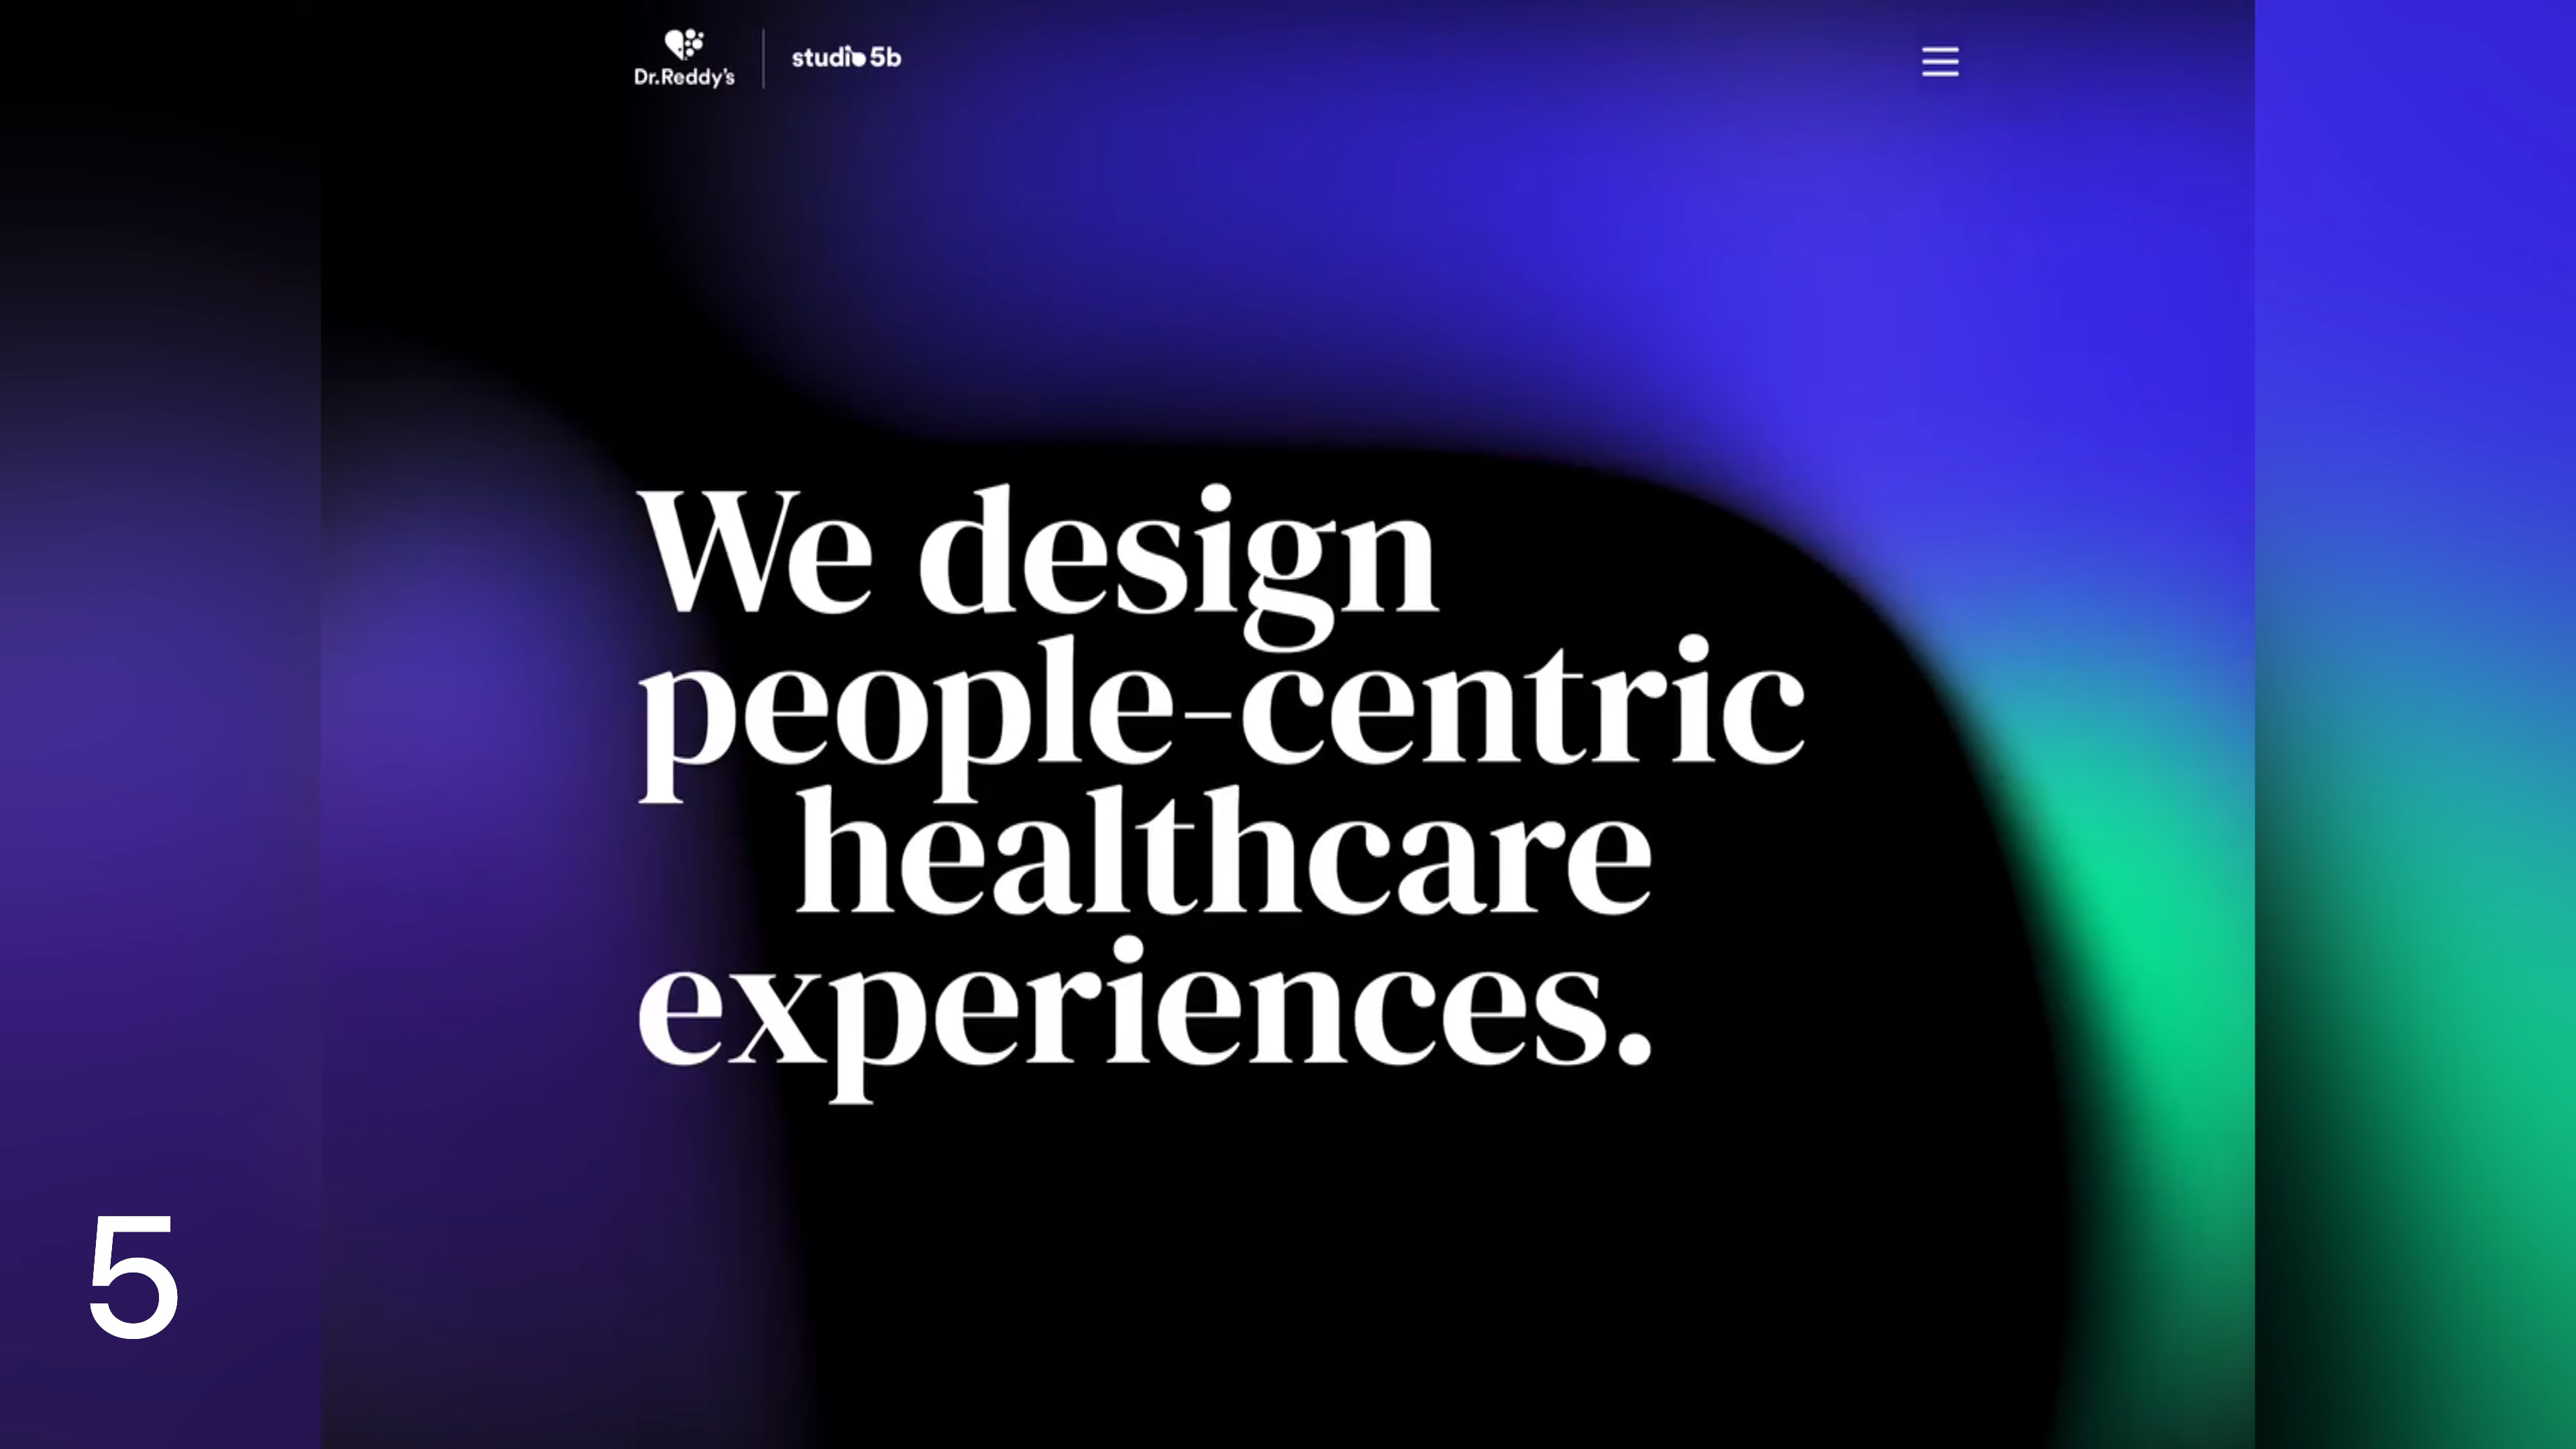 Dr.Reddy's
studio 5b
We design
people-centric
healthcare
experiences.
5